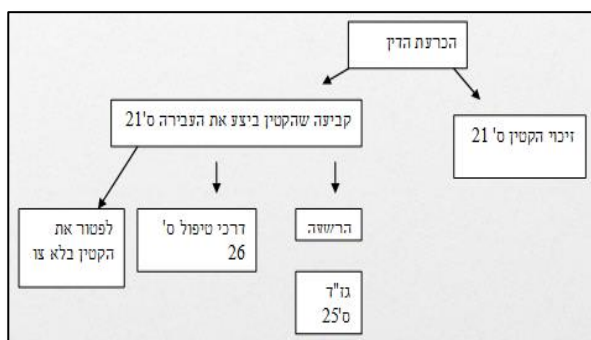 הכרעת הדין
זיכוי הקטין ס' 21
קביעה שהקטין ביצע את העבירה ס'21
הרשעה
דרכי טיפול ס'
26
לפטור את
הקטין בלא צו
גז"ד
ס'25